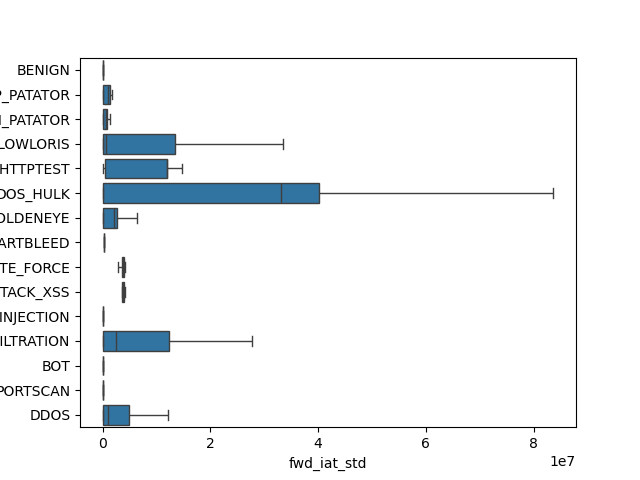 BENIGN
P_PATATOR
I_PATATOR
LOWLORIS
HTTPTEST
DOS_HULK
OLDENEYE
ARTBLEED
TE_FORCE
TACK_XSS
INJECTION
ILTRATION
BOT
PORTSCAN
DDOS
0 2 4 6 8
1e7
fwd_iat_std